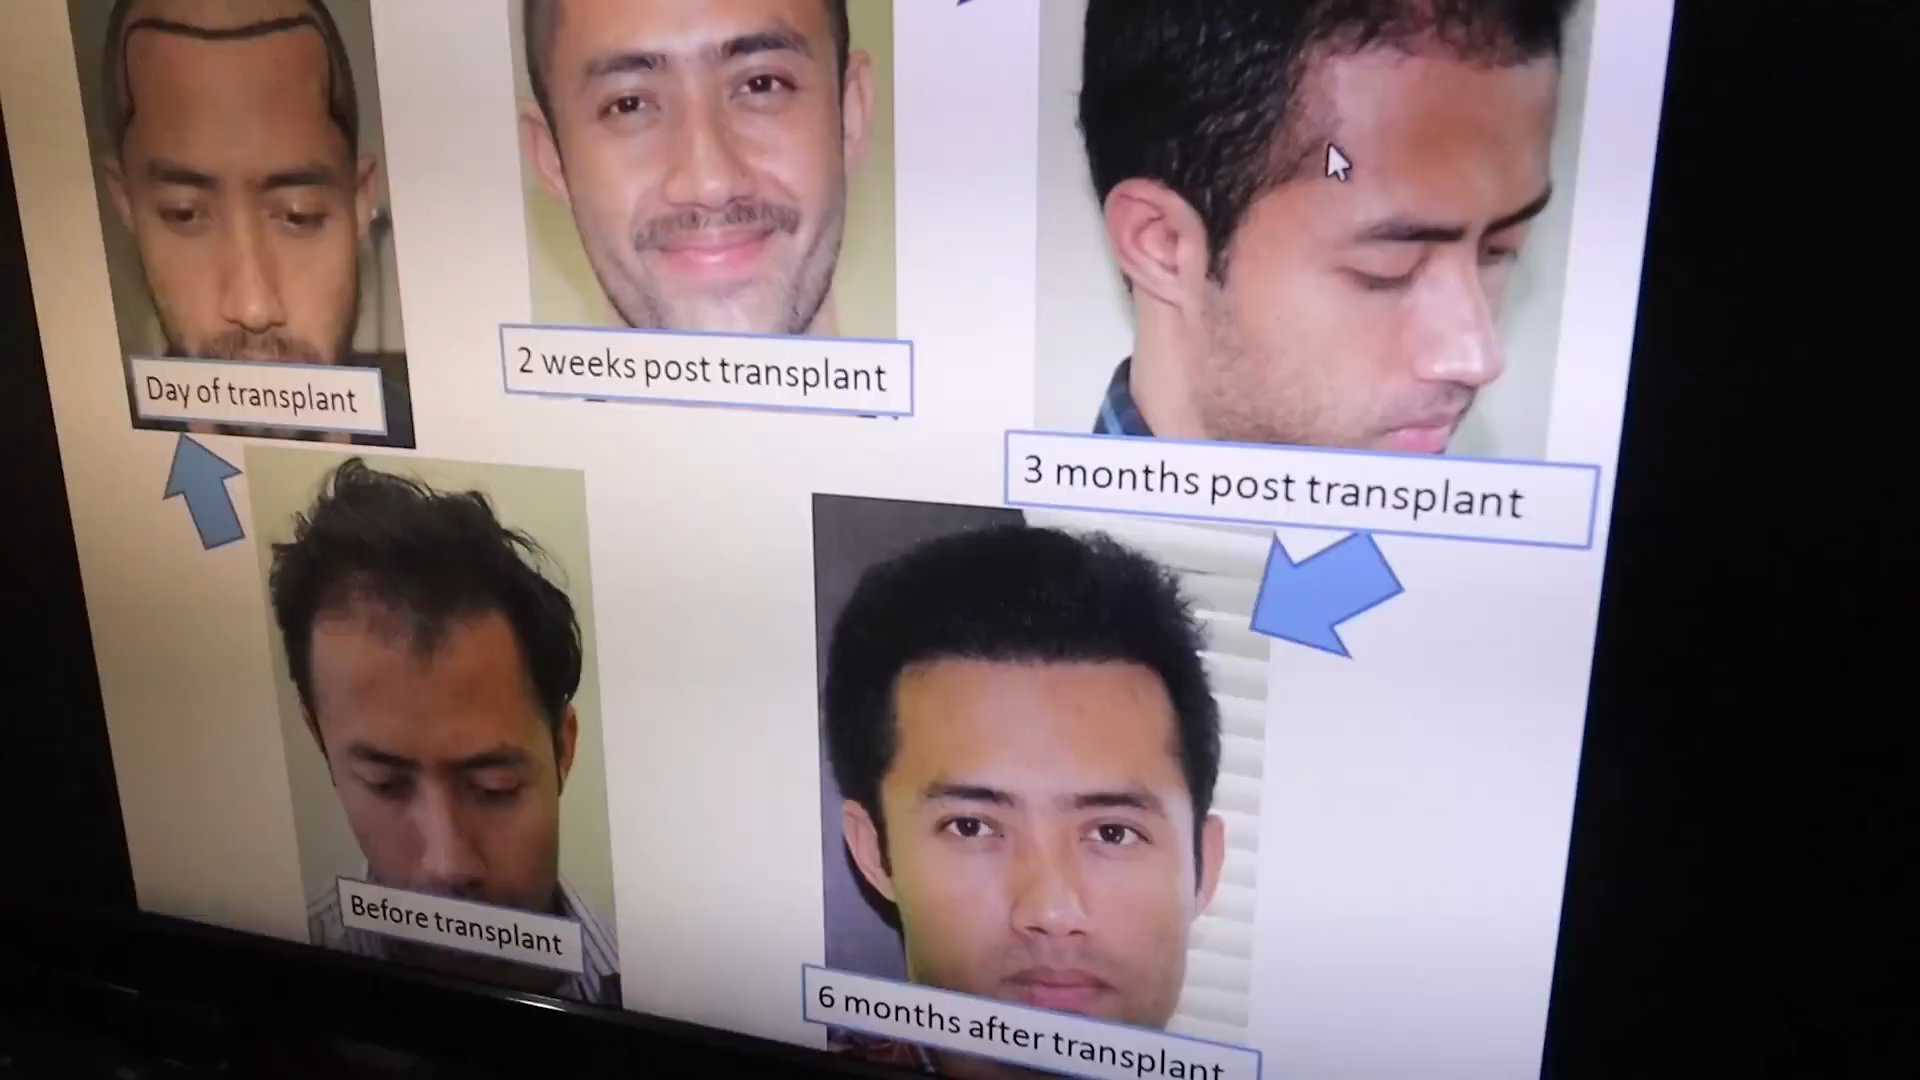 Day of transplant
2 weeks post transplant
3 months post transplant
Before transplant
6 months after transplant